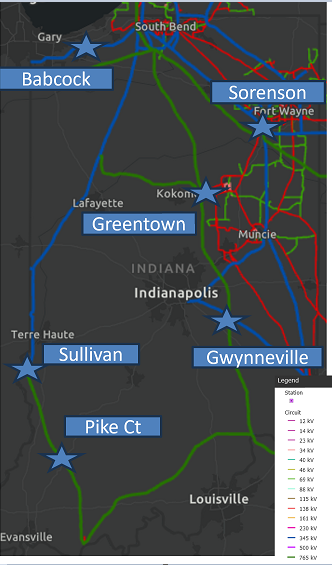 Gary
South Bend
Babcock
Sorenson
Fort Wayne
Kokom
Lafayette
Greentown
Muncie
INDIANA
Indianapolis
Terre Haute
Sullivan
Gwynneville
Pike Ct
Louisville
Evansville
Legend
Station
Circuit
12 kV
14 kV
23 kV
34 kV
40 kV
46 kV
69 kV
88 kV
115 kV
138 kV
161 kV
230 kV
345 kV
500 kV
765 kV